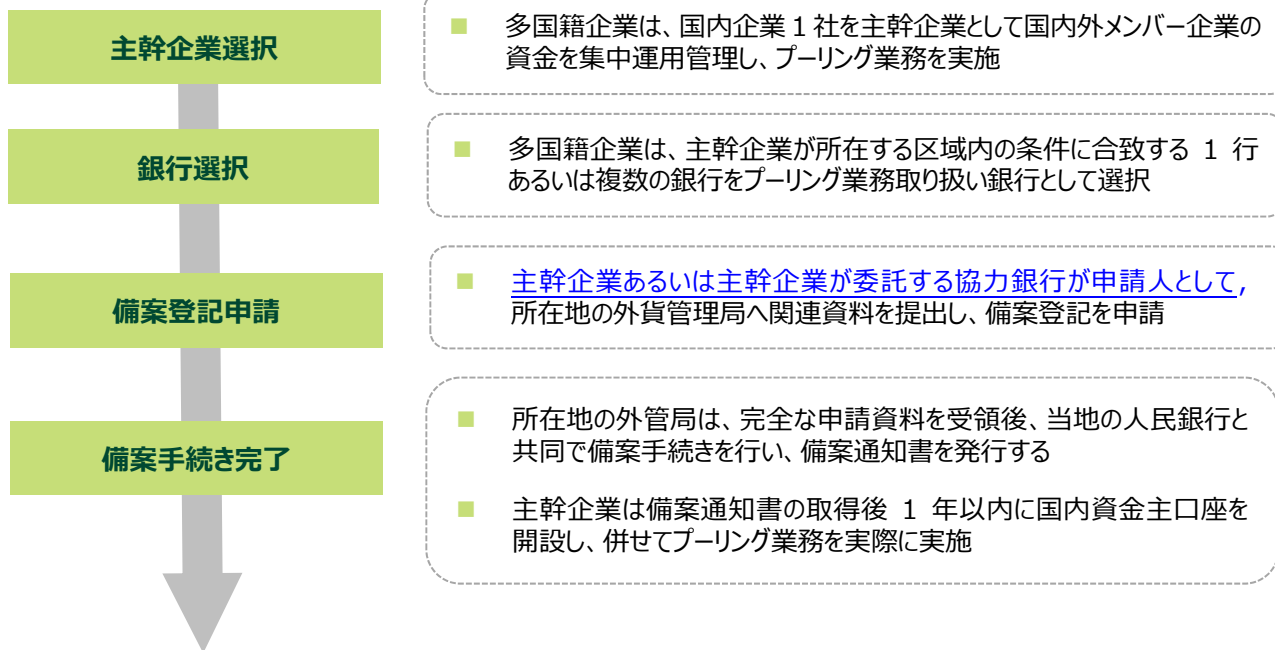 主幹企業選択
■ 多国籍企業は、国内企業1社を主幹企業として国内外メンバー企業の
資金を集中運用管理し、プーリング業務を実施
銀行選択
■ 多国籍企業は、主幹企業が所在する区域内の条件に合致する 1 行
あるいは複数の銀行をプーリング業務取り扱い銀行として選択
備案登記申請
■ 主幹企業あるいは主幹企業が委託する協力銀行が申請人として,
所在地の外貨管理局へ関連資料を提出し、備案登記を申請
備案手続き完了
■ 所在地の外管局は、完全な申請資料を受領後、当地の人民銀行と
共同で備案手続きを行い、備案通知書を発行する
■ 主幹企業は備案通知書の取得後 1 年以内に国内資金主口座を
開設し、併せてプーリング業務を実際に実施